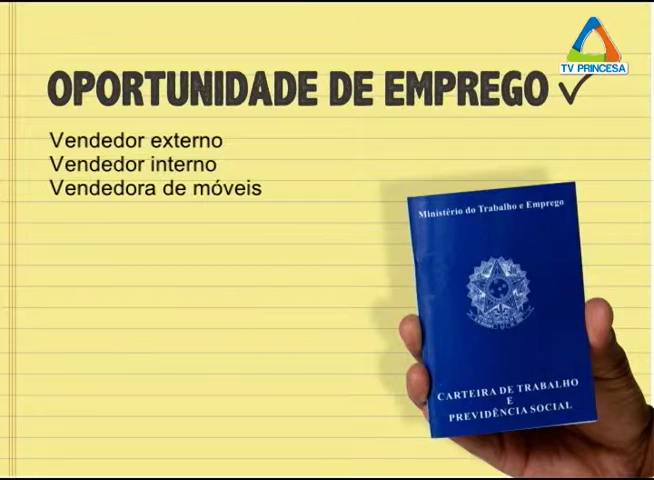 TV PRINCESA
OPORTUNIDADE DE EMPREGO
Vendedor externo
Vendedor interno
Vendedora de móveis
Ministério do Trabalho e Emprego
CARTEIRA DE TRABALHO
E
PREVIDÊNCIA SOCIAL